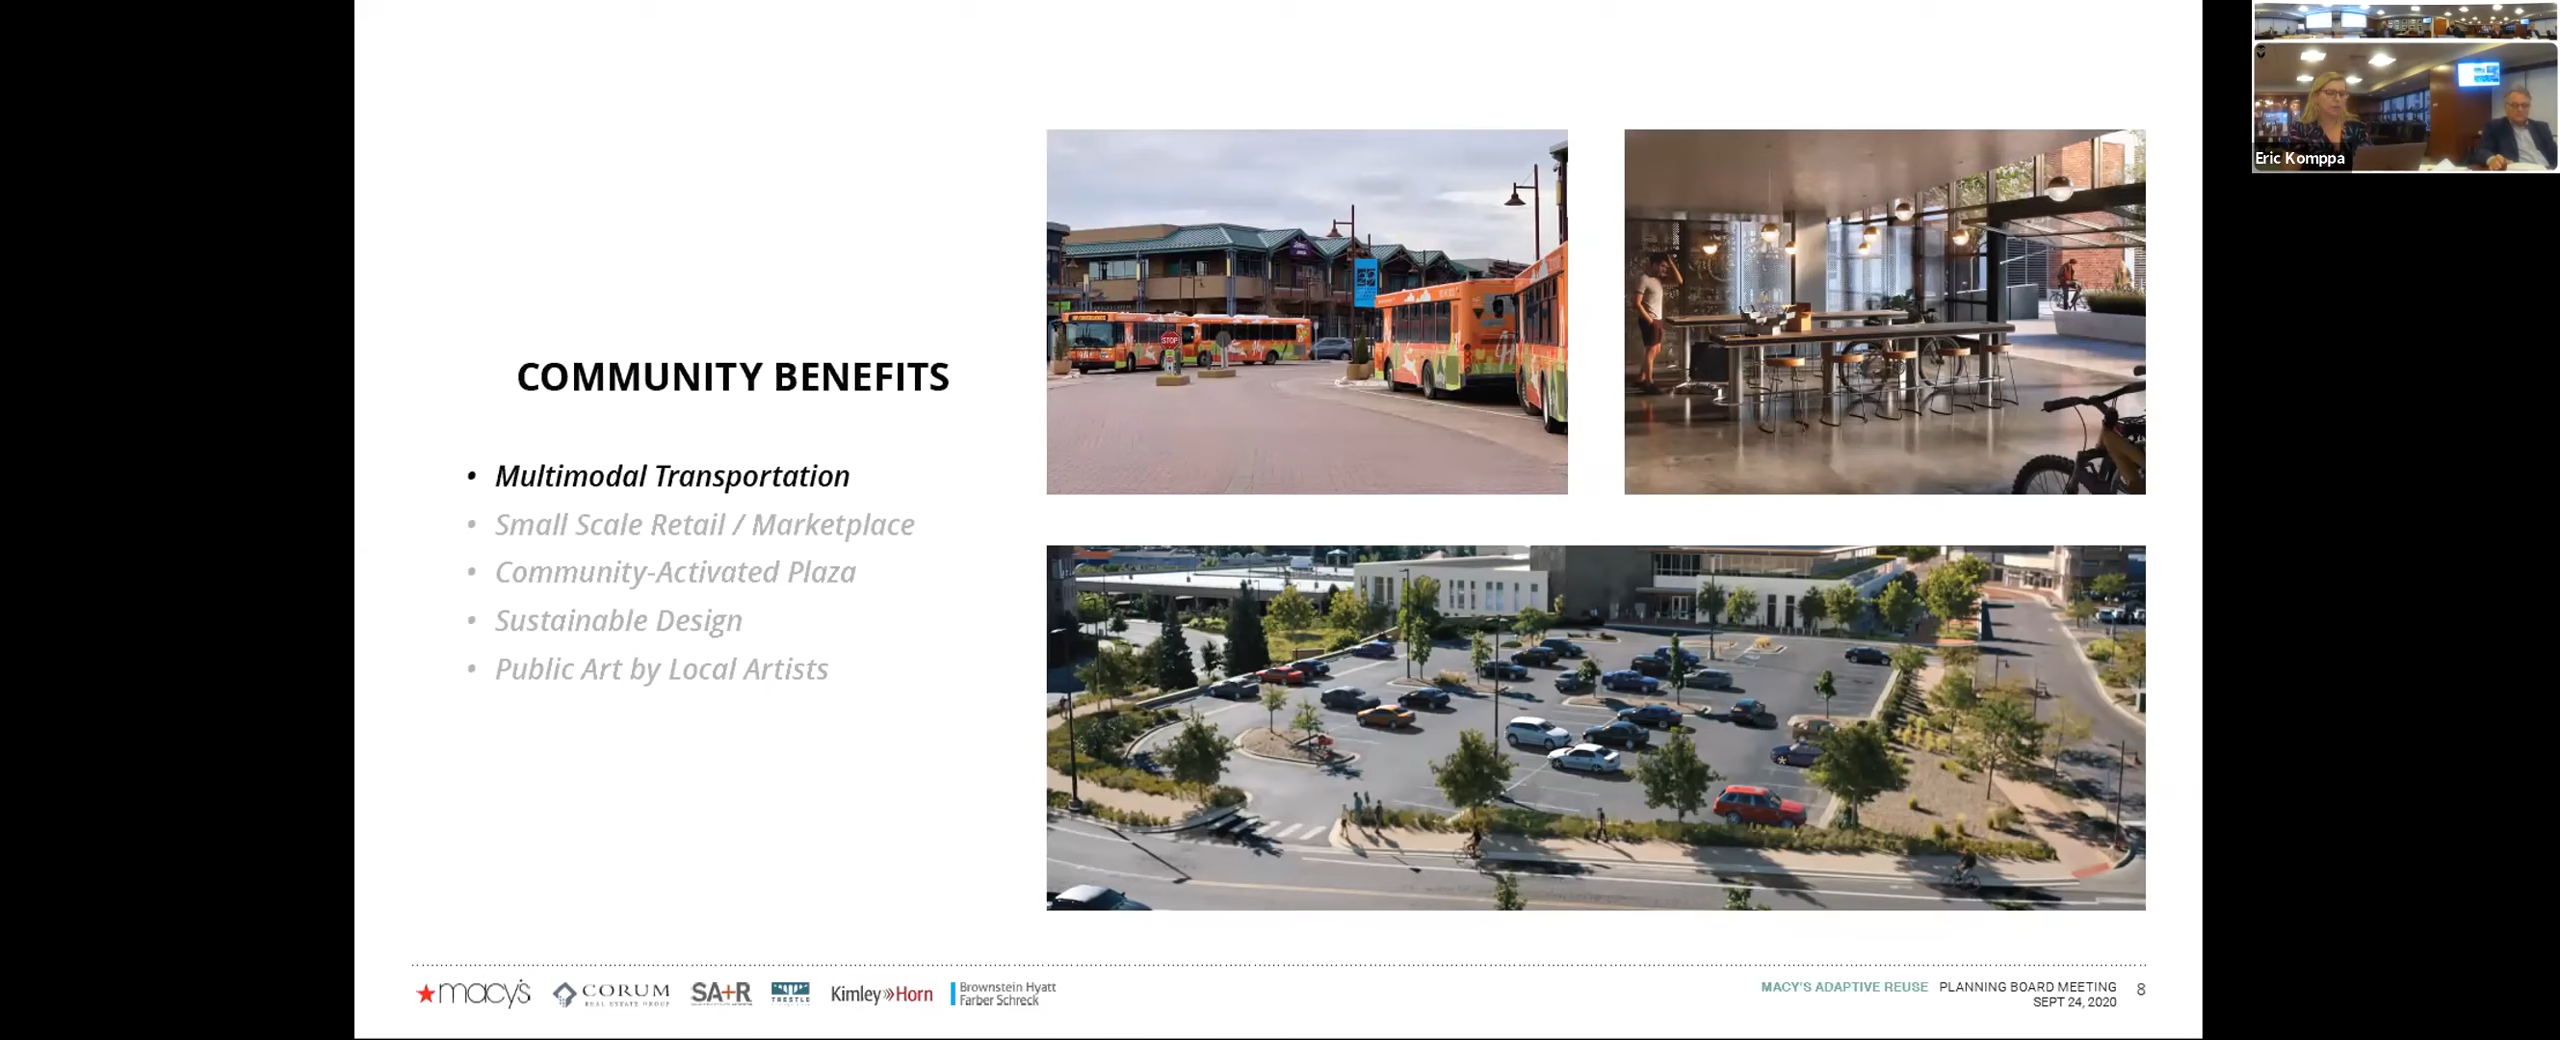 COMMUNITY BENEFITS
• Multimodal Transportation
• Small Scale Retail / Marketplace
• Community-Activated Plaza
• Sustainable Design
• Public Art by Local Artists
STOP
Eric Komppa
macy's
CORUM
REAL ESTATE GROUP
SA+R
TRESTLE
Kimley»Horn
Brownstein Hyatt
Farber Schreck
MACY'S ADAPTIVE REUSE PLANNING BOARD MEETING 8
SEPT 24, 2020